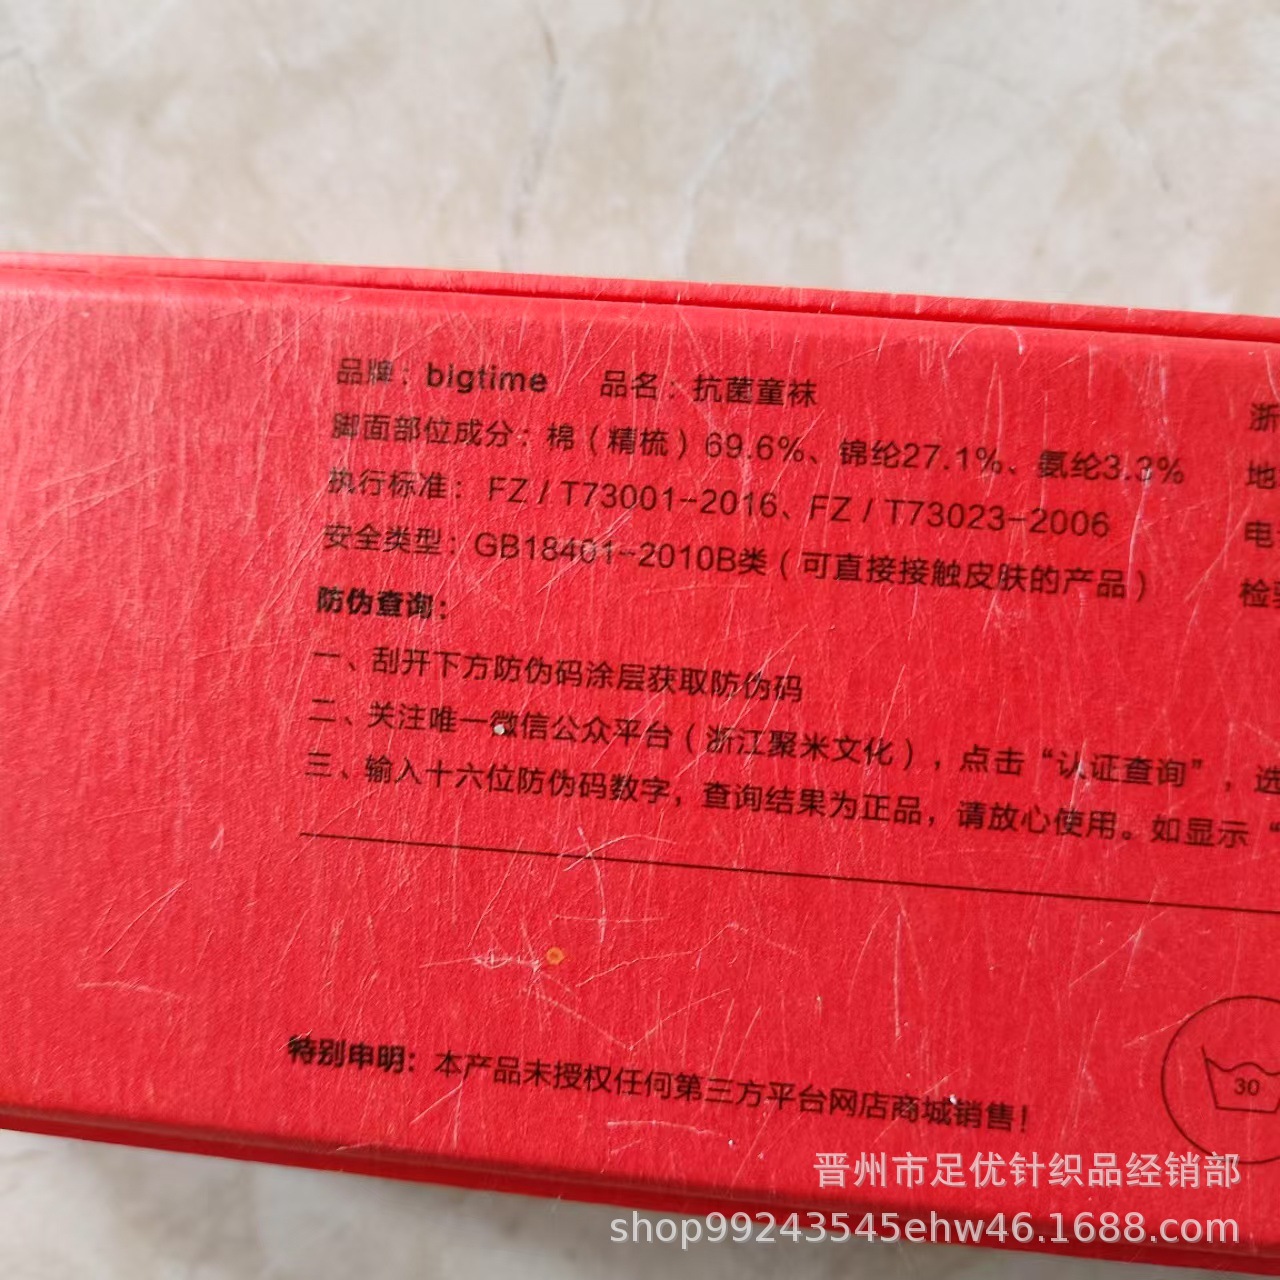 品牌：bigtime 品名：抗菌童袜
脚面部位成分：棉（精梳）69.6%、锦纶27.1%、氨纶3.3%
执行标准：FZ/T73001-2016、FZ/T73023-2006
安全类型：GB18401-2010B类（可直接接触皮肤的产品）
防伪查询：
一、刮开下方防伪码涂层获取防伪码
二、关注唯一微信公众平台（浙江聚米文化），点击“认证查询”，选
三、输入十六位防伪码数字，查询结果为正品，请放心使用。如显示“
浙
地
电
检
30
特别申明：本产品未授权任何第三方平台网店商城销售！
晋州市足优针织品经销部
shop99243545ehw46.1688.com